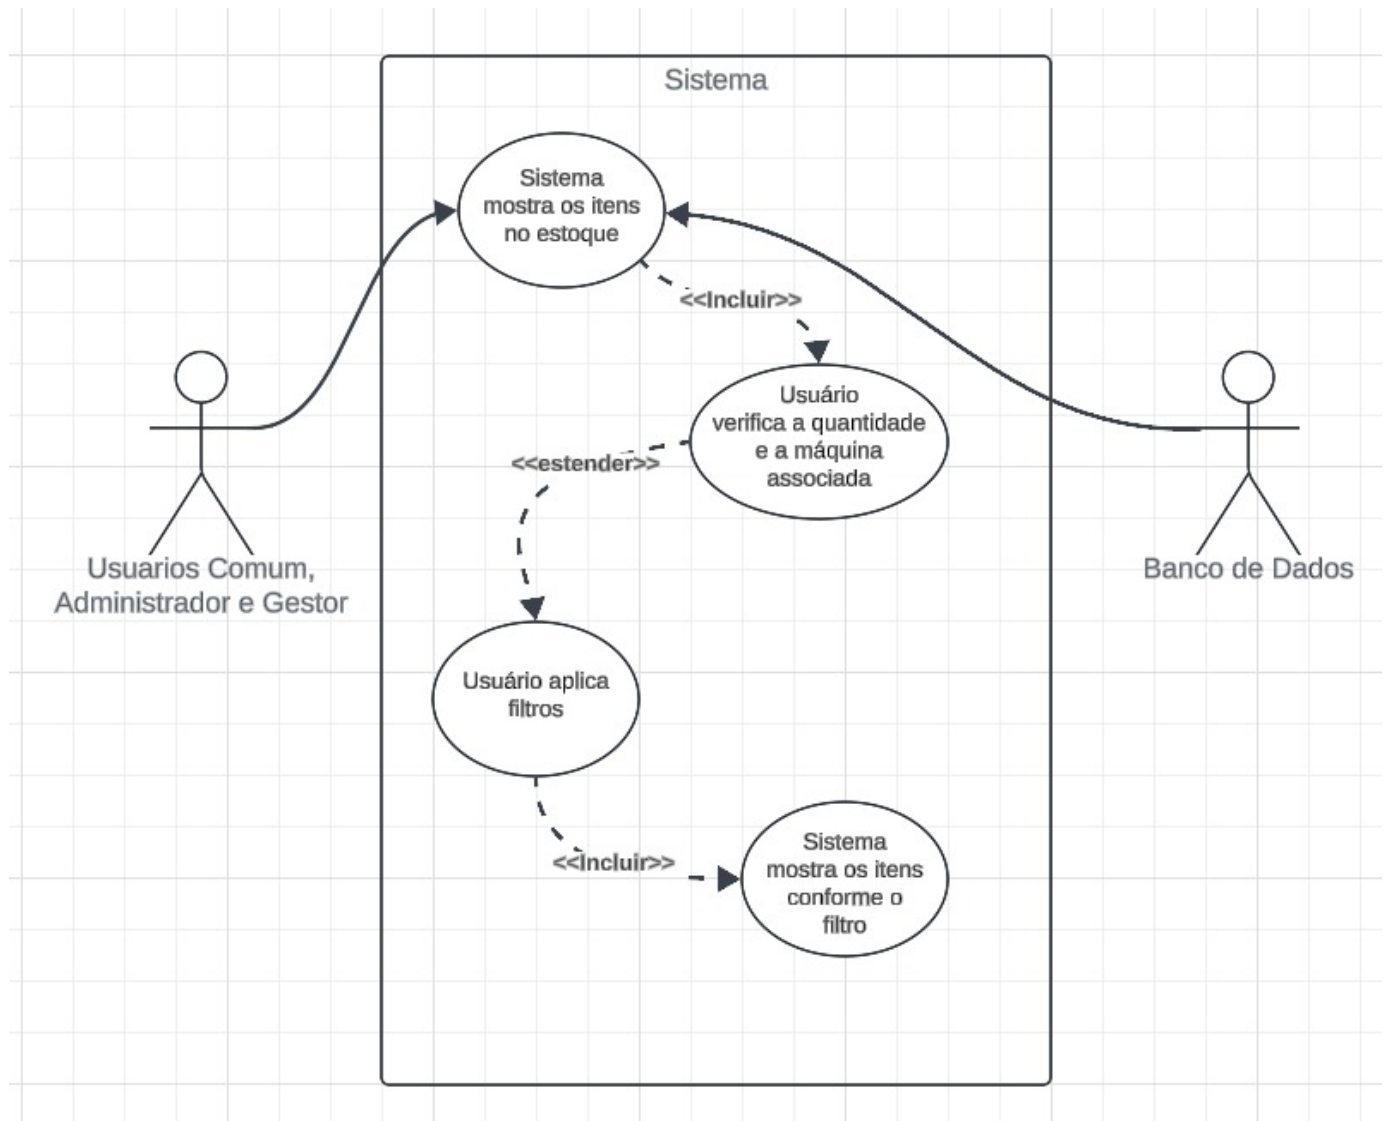 Sistema
Sistema
mostra os itens
no estoque
<<Incluir>>
Usuário
verifica a quantidade
e a máquina
associada
<<estender>>
Usuarios Comum,
Administrador e Gestor
Banco de Dados
Usuário aplica
filtros
<<Incluir>>
Sistema
mostra os itens
conforme o
filtro